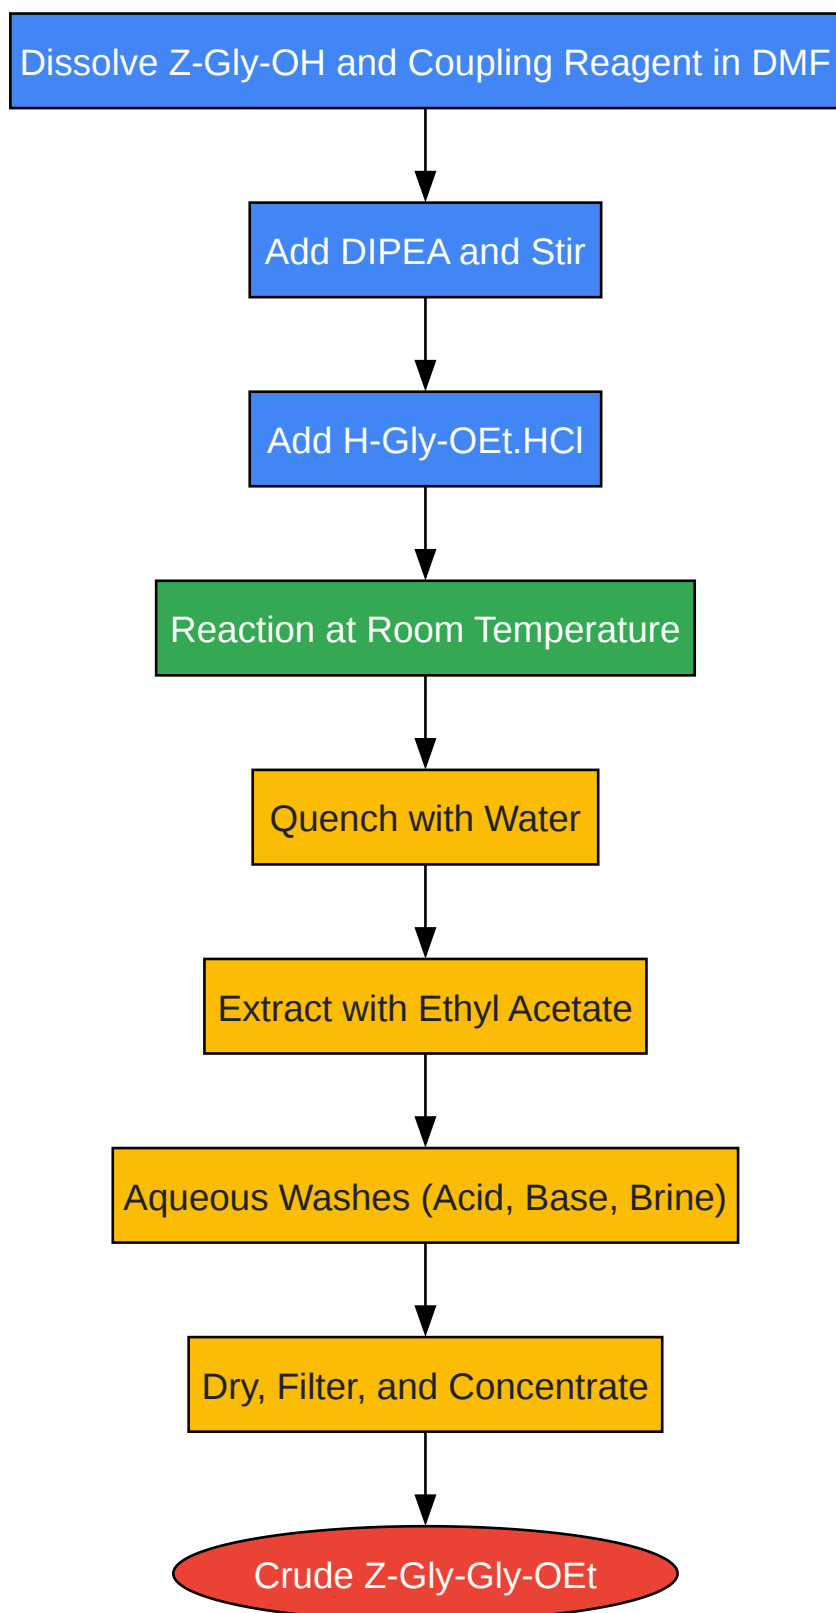 Dissolve Z-Gly-OH and Coupling Reagent in DMF
Add DIPEA and Stir
Add H-Gly-OEt.HCl
Reaction at Room Temperature
Quench with Water
Extract with Ethyl Acetate
Aqueous Washes (Acid, Base, Brine)
Dry, Filter, and Concentrate
Crude Z-Gly-Gly-OEt